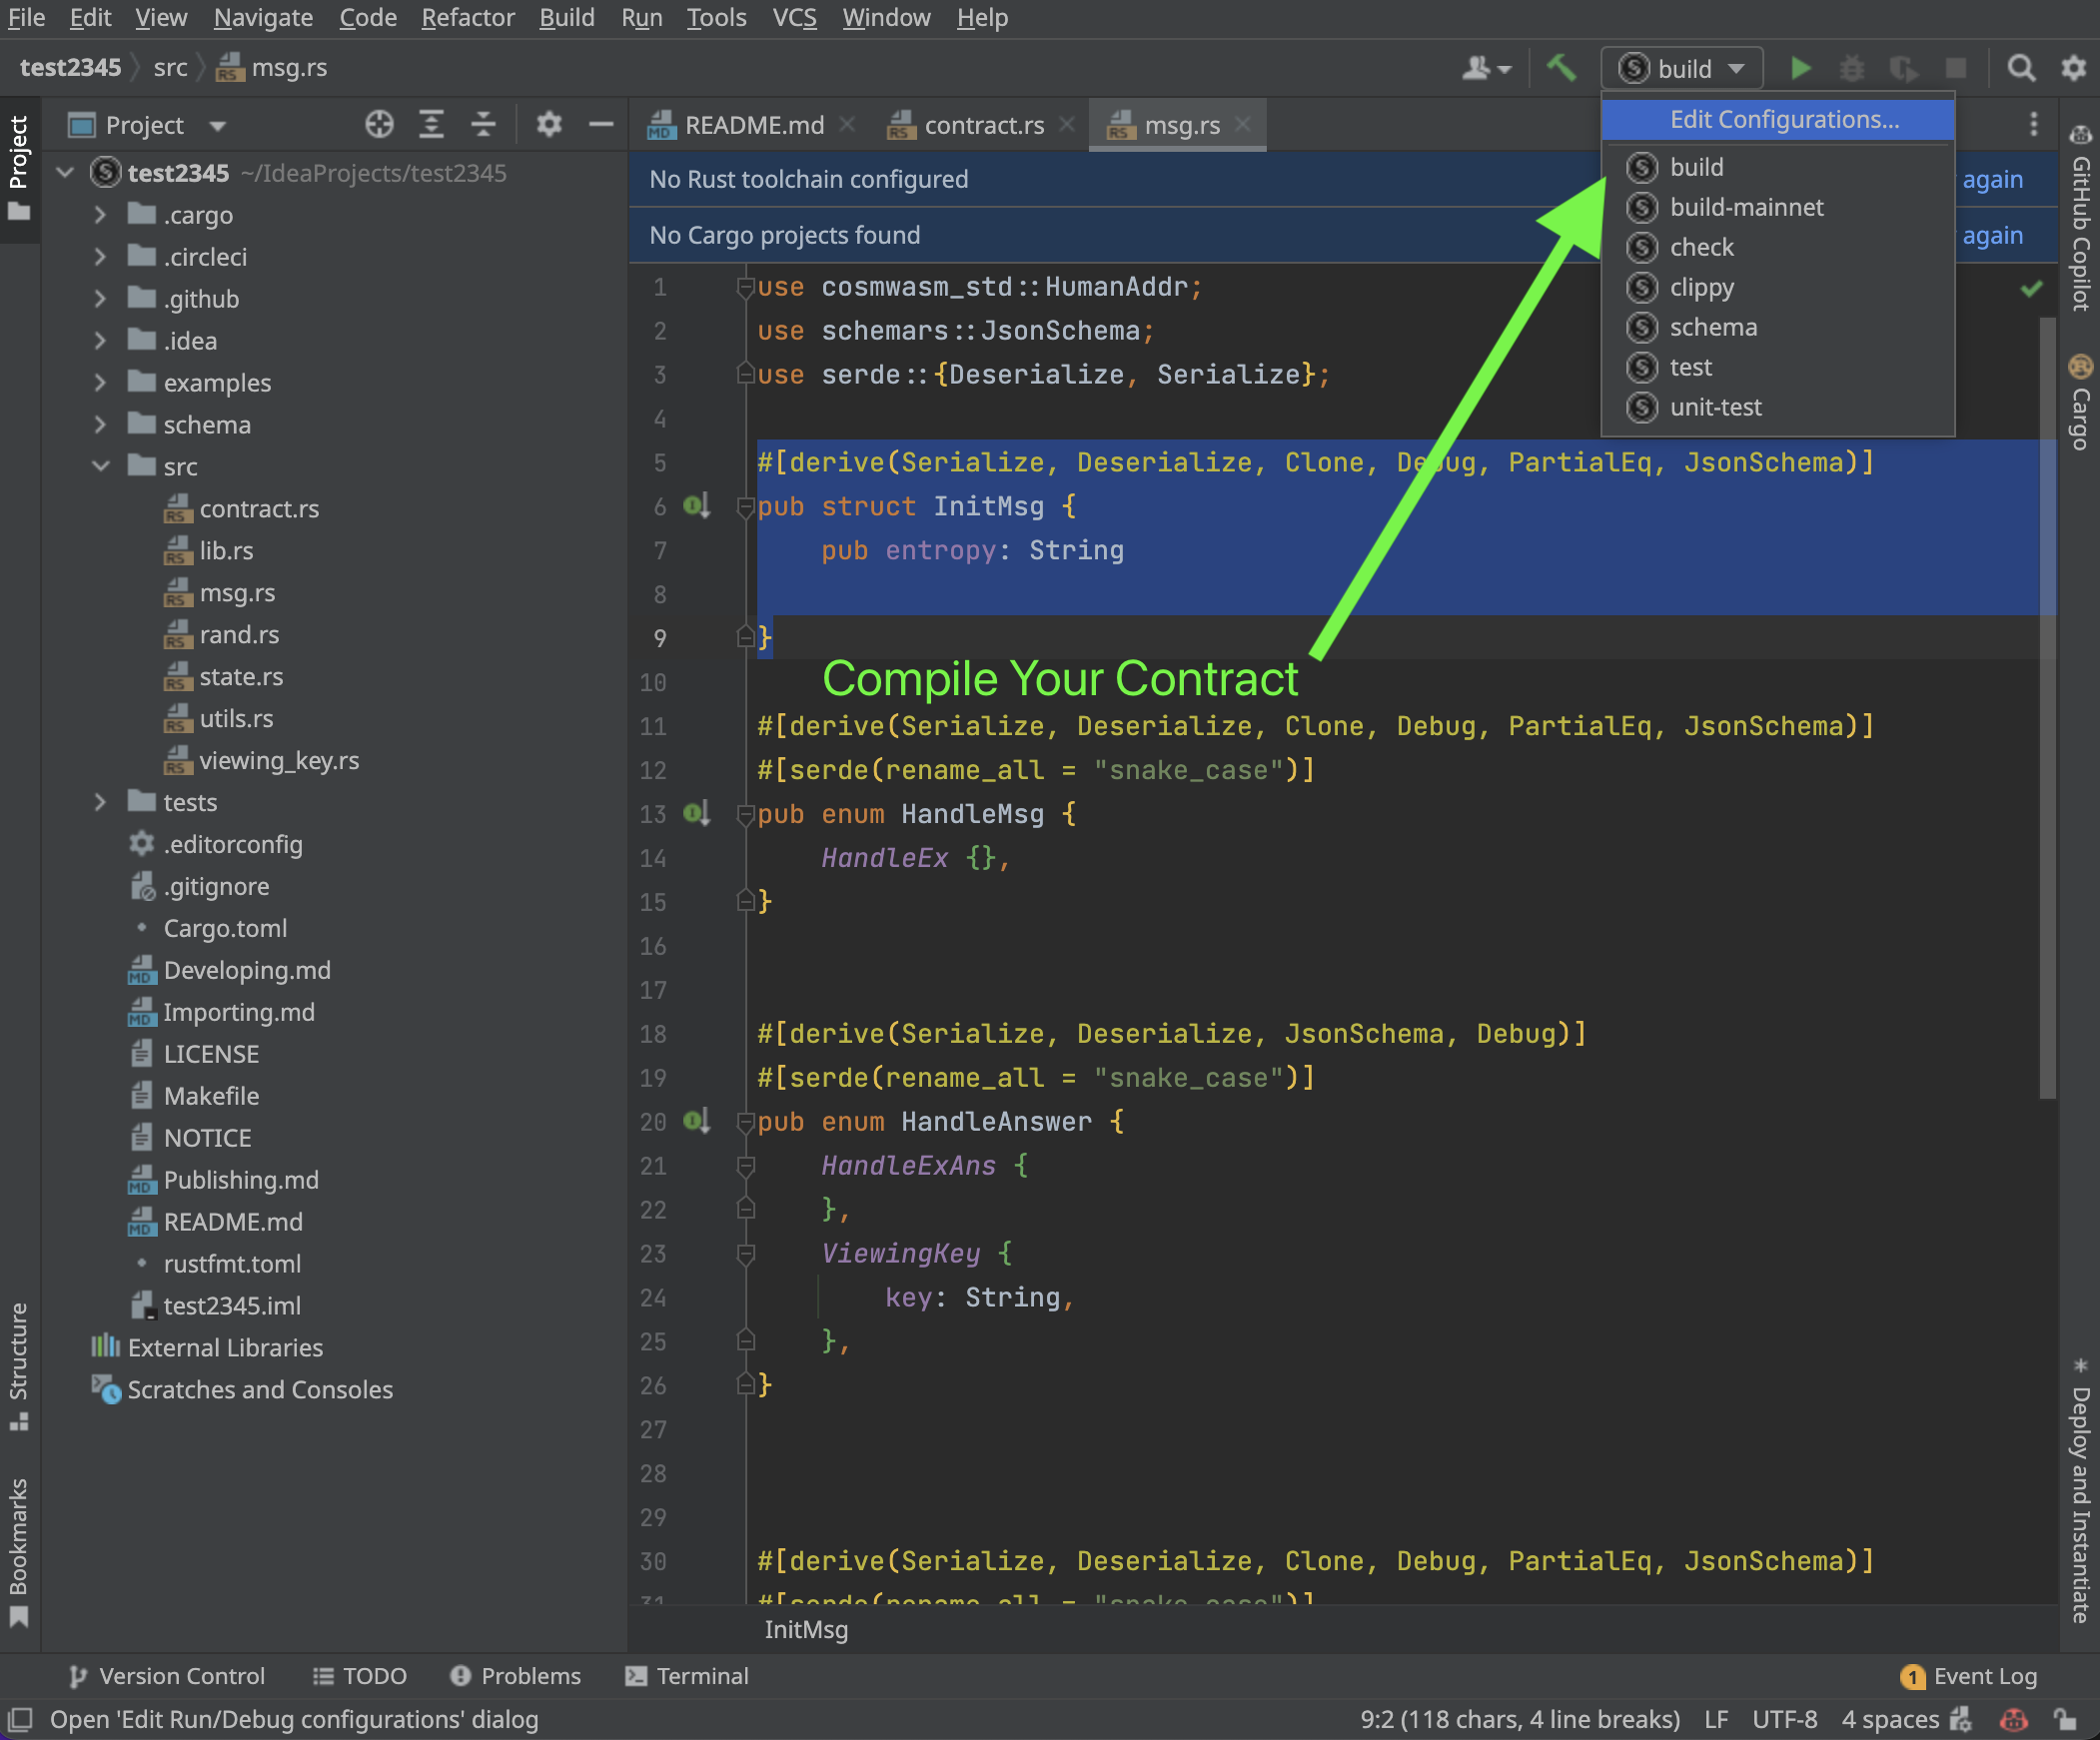 File Edit View Navigate Code Refactor Build Run Tools VCS Window Help
test2345 src msg.rs
build
Project
README.md contract.rs msg.rs
Edit Configurations...
build
build-mainnet
check
clippy
schema
test
unit-test
No Rust toolchain configured
again
No Cargo projects found
again
Project
Structure
Bookmarks
test2345 ~/IdeaProjects/test2345
.cargo
.circleci
.github
.idea
examples
schema
src
contract.rs
lib.rs
msg.rs
rand.rs
state.rs
utils.rs
viewing_key.rs
tests
.editorconfig
.gitignore
Cargo.toml
Developing.md
Importing.md
LICENSE
Makefile
NOTICE
Publishing.md
README.md
rustfmt.toml
test2345.iml
External Libraries
Scratches and Consoles
1 use cosmwasm_std::HumanAddr;
2 use schemars::JsonSchema;
3 use serde::{Deserialize, Serialize};
4
5 #[derive(Serialize, Deserialize, Clone, Debug, PartialEq, JsonSchema)]
6 pub struct InitMsg {
7 pub entropy: String
8
9 }
Compile Your Contract
10
11 #[derive(Serialize, Deserialize, Clone, Debug, PartialEq, JsonSchema)]
12 #[serde(rename_all = "snake_case")]
13 pub enum HandleMsg {
14 HandleEx {},
15 }
16
17
18 #[derive(Serialize, Deserialize, JsonSchema, Debug)]
19 #[serde(rename_all = "snake_case")]
20 pub enum HandleAnswer {
21 HandleExAns {
22 },
23 ViewingKey {
24 key: String,
25 },
26 }
27
28
29
30 #[derive(Serialize, Deserialize, Clone, Debug, PartialEq, JsonSchema)]
31 #[serde(rename_all = "snake_case")]
InitMsg
GitHub Copilot
Cargo
Deploy and Instantiate
Version Control TODO Problems Terminal 1 Event Log
Open 'Edit Run/Debug configurations' dialog 9:2 (118 chars, 4 line breaks) LF UTF-8 4 spaces